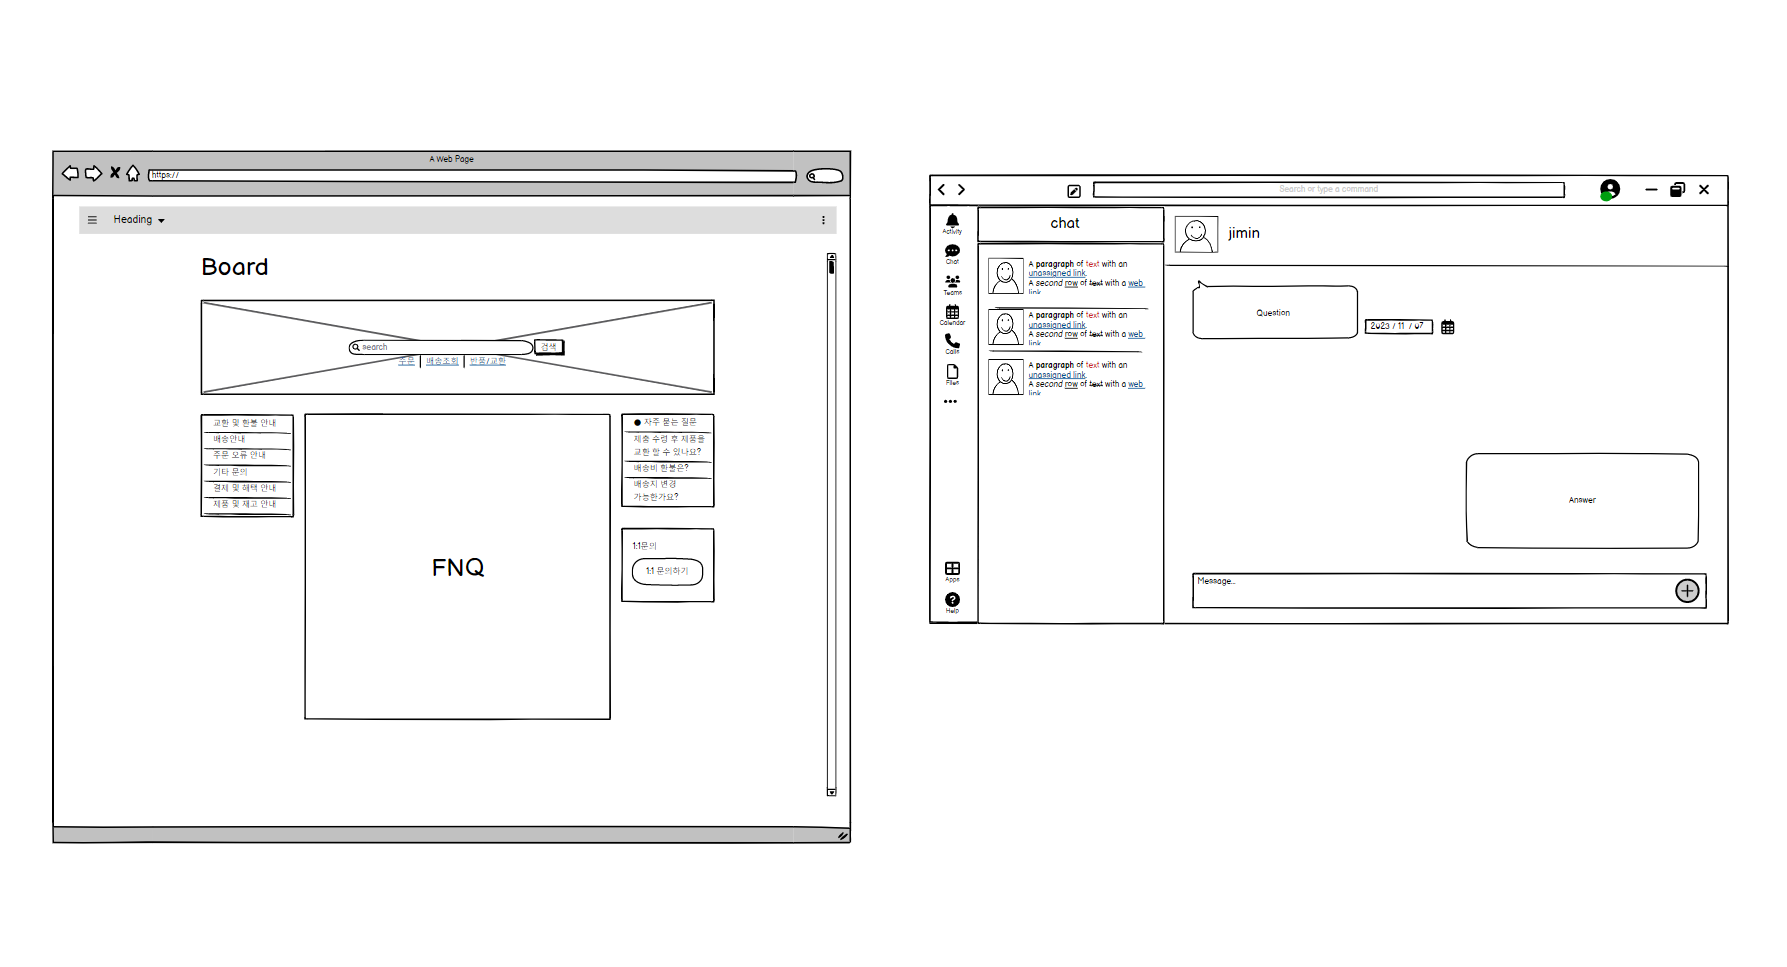 A Web Page
https://
Heading
Board
search
검색
주문
배송조회
반품/교환
교환 및 환불 안내
배송안내
주문 오류 안내
기타 문의
결제 및 혜택 안내
제품 및 재고 안내
FNQ
자주 묻는 질문
제출 수령 후 제품을
교환 할 수 있나요?
배송비 환불은?
배송지 변경
가능한가요?
1:1문의
1:1 문의하기
Search or type a command
Activity
Chat
Teams
Calendar
Calls
Files
Apps
Help
chat
A paragraph of text with an
unassigned link.
A second row of text with a web
link
A paragraph of text with an
unassigned link.
A second row of text with a web
link
A paragraph of text with an
unassigned link.
A second row of text with a web
link
jimin
Question
2023 / 11 / 07
Answer
Message...